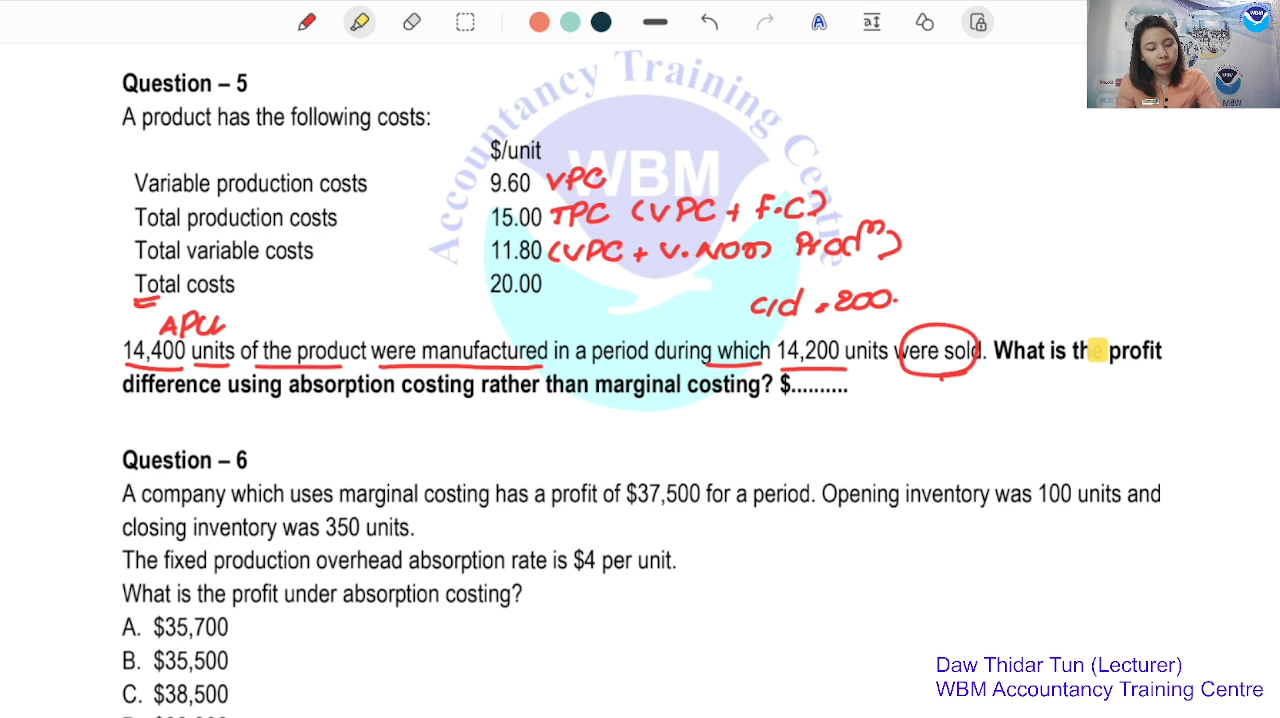 Question – 5
A product has the following costs:
$/unit
Variable production costs 9.60 VPC
Total production costs 15.00 TPC (VPC + F.C)
Total variable costs 11.80 (VPC + V. Non Prodⁿ)
Total costs 20.00
c/d = 200.
14,400 units of the product were manufactured in a period during which 14,200 units were sold. What is the profit
difference using absorption costing rather than marginal costing? $..........
Question – 6
A company which uses marginal costing has a profit of $37,500 for a period. Opening inventory was 100 units and
closing inventory was 350 units.
The fixed production overhead absorption rate is $4 per unit.
What is the profit under absorption costing?
A. $35,700
B. $35,500
C. $38,500
Accountancy Training Centre
WBM
Daw Thidar Tun (Lecturer)
WBM Accountancy Training Centre